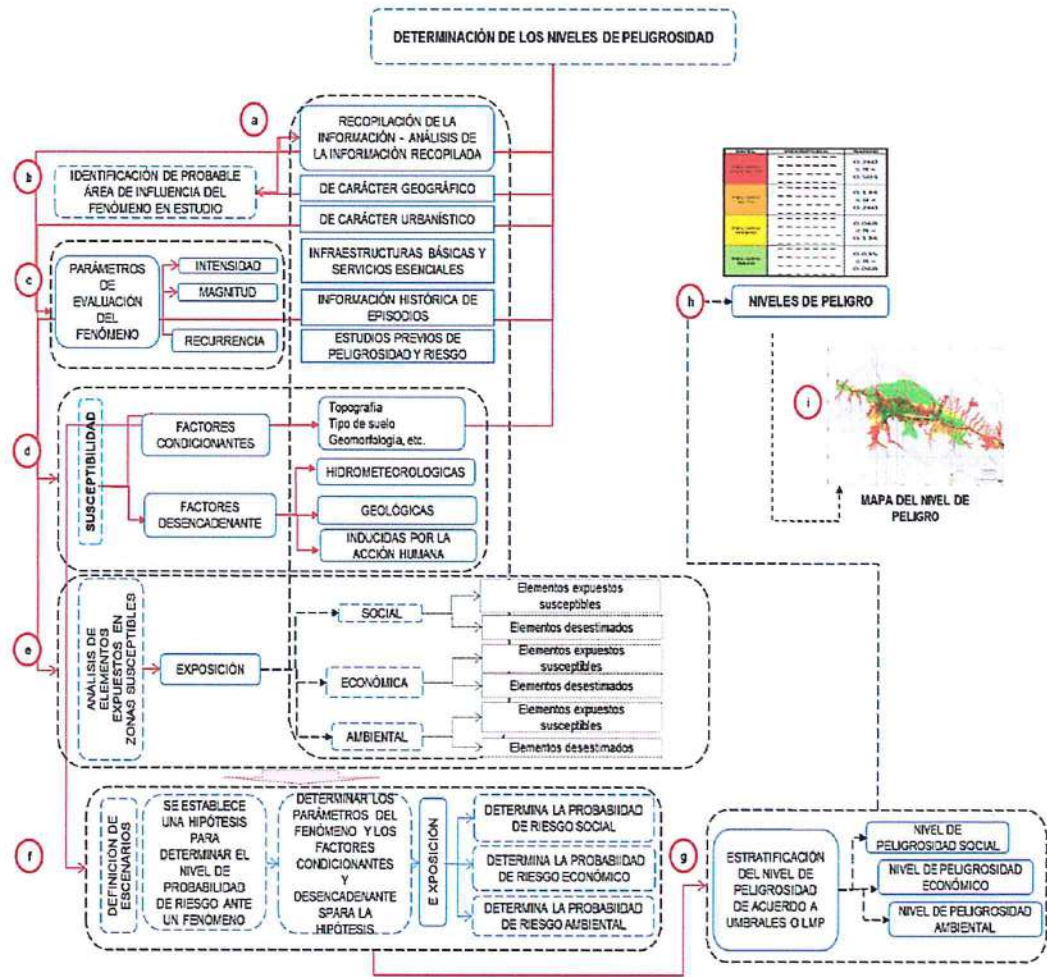 DETERMINACIÓN DE LOS NIVELES DE PELIGROSIDAD
a
RECOPILACIÓN DE LA
INFORMACIÓN - ANÁLISIS DE
LA INFORMACIÓN RECOPILADA
b
IDENTIFICACIÓN DE PROBABLE
ÁREA DE INFLUENCIA DEL
FENÓMENO EN ESTUDIO
DE CARÁCTER GEOGRÁFICO
DE CARÁCTER URBANÍSTICO
INFRAESTRUCTURAS BÁSICAS Y
SERVICIOS ESENCIALES
INFORMACIÓN HISTÓRICA DE
EPISOCIOS
ESTUDIOS PREVIOS DE
PELIGROSIDAD Y RIESGO
c
PARÁMETROS
DE
EVALUACIÓN
DEL
FENÓMENO
INTENSIDAD
MAGNITUD
RECURRENCIA
d
SUSCEPTIBILIDAD
FACTORES
CONDICIONANTES
Topografía
Tipo de suelo
Geomorfología, etc.
FACTORES
DESENCADENANTE
HIDROMETEOROLOGICAS
GEOLÓGICAS
INDUCIDAS POR LA
ACCIÓN HUMANA
e
ANÁLISIS DE
ELEMENTOS
EXPUESTOS EN
ZONAS SUSCEPTIBLES
EXPOSICIÓN
SOCIAL
Elementos expuestos
susceptibles
Elementos desestimados
ECONÓMICA
Elementos expuestos
susceptibles
Elementos desestimados
AMBIENTAL
Elementos expuestos
susceptibles
Elementos desestimados
f
DEFINICIÓN DE
ESCENARIOS
SE ESTABLECE
UNA HIPÓTESIS
PARA
DETERMINAR EL
NIVEL DE
PROBABILIDAD
DE RIESGO ANTE
UN FENÓMENO
DETERMINAR LOS
PARÁMETROS DEL
FENÓMENO Y LOS
FACTORES
CONDICIONANTES
Y
DESENCADENANTE
SPARA LA
HIPÓTESIS.
EXPOSICIÓN
DETERMINA LA PROBABIIDAD
DE RIESGO SOCIAL
DETERMINA LA PROBABIIDAD
DE RIESGO ECONÓMICO
DETERMINA LA PROBABIIDAD
DE RIESGO AMBIENTAL
g
ESTRATIFICACIÓN
DEL NIVEL DE
PELIGROSIDAD
DE ACUERDO A
UMBRALES O LMP
NIVEL DE
PELIGROSIDAD SOCIAL
NIVEL DE PELIGROSIDAD
ECONÓMICO
NIVEL DE PELIGROSIDAD
AMBIENTAL
h
NIVELES DE PELIGRO
i
MAPA DEL NIVEL DE
PELIGRO